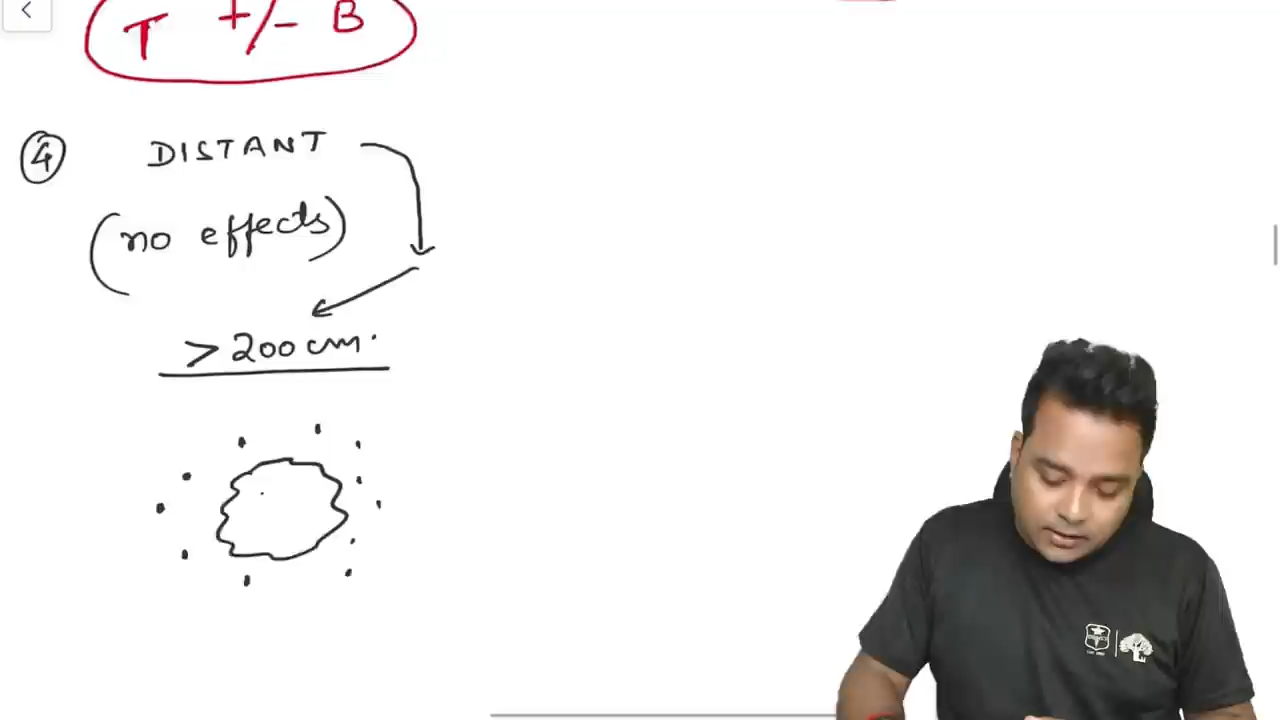 T +/- B
4 DISTANT
(no effects)
> 200 cm.